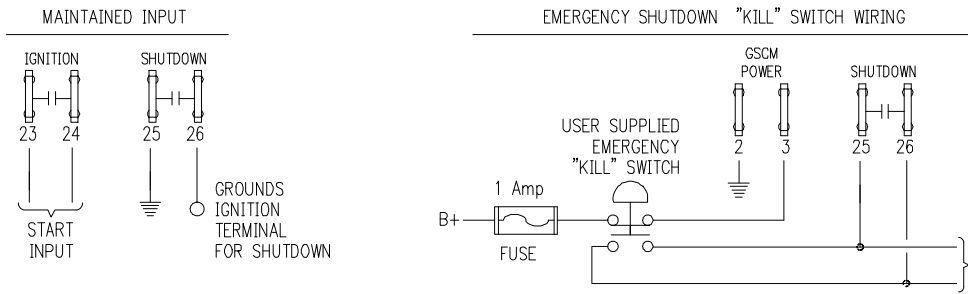 MAINTAINED INPUT
IGNITION
SHUTDOWN
23
24
25
26
START
INPUT
GROUNDS
IGNITION
TERMINAL
FOR SHUTDOWN
EMERGENCY SHUTDOWN "KILL" SWITCH WIRING
GSCM
POWER
SHUTDOWN
2
3
25
26
USER SUPPLIED
EMERGENCY
"KILL" SWITCH
1 Amp
B+
FUSE